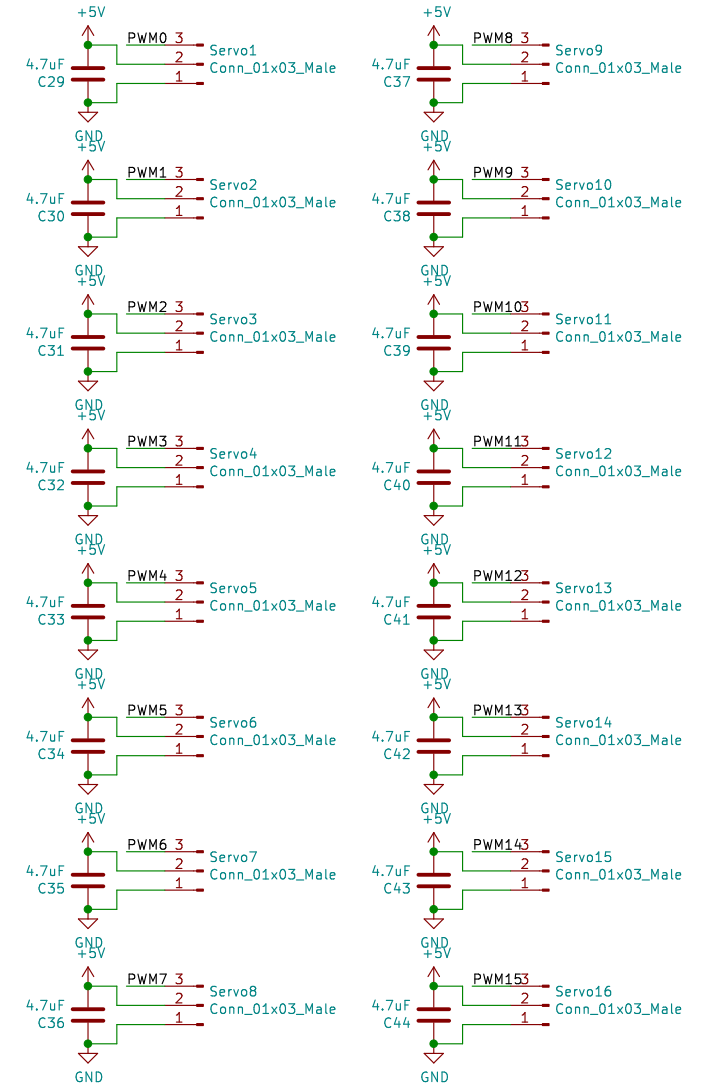 +5V
PWM0 3 Servo1
4.7uF 2 Conn_01x03_Male
C29 1
GND
+5V
PWM1 3 Servo2
4.7uF 2 Conn_01x03_Male
C30 1
GND
+5V
PWM2 3 Servo3
4.7uF 2 Conn_01x03_Male
C31 1
GND
+5V
PWM3 3 Servo4
4.7uF 2 Conn_01x03_Male
C32 1
GND
+5V
PWM4 3 Servo5
4.7uF 2 Conn_01x03_Male
C33 1
GND
+5V
PWM5 3 Servo6
4.7uF 2 Conn_01x03_Male
C34 1
GND
+5V
PWM6 3 Servo7
4.7uF 2 Conn_01x03_Male
C35 1
GND
+5V
PWM7 3 Servo8
4.7uF 2 Conn_01x03_Male
C36 1
GND
+5V
PWM8 3 Servo9
4.7uF 2 Conn_01x03_Male
C37 1
GND
+5V
PWM9 3 Servo10
4.7uF 2 Conn_01x03_Male
C38 1
GND
+5V
PWM10 3 Servo11
4.7uF 2 Conn_01x03_Male
C39 1
GND
+5V
PWM11 3 Servo12
4.7uF 2 Conn_01x03_Male
C40 1
GND
+5V
PWM12 3 Servo13
4.7uF 2 Conn_01x03_Male
C41 1
GND
+5V
PWM13 3 Servo14
4.7uF 2 Conn_01x03_Male
C42 1
GND
+5V
PWM14 3 Servo15
4.7uF 2 Conn_01x03_Male
C43 1
GND
+5V
PWM15 3 Servo16
4.7uF 2 Conn_01x03_Male
C44 1
GND